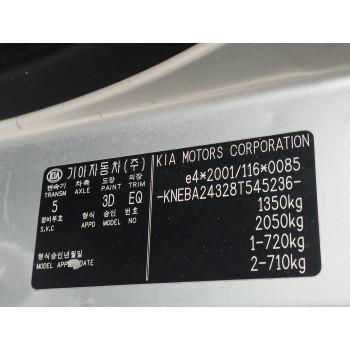 KIA 기아자동차(주)
변속기 차축 도장 외장
TRANSM AXLE PAINT TRIM
5 3D EQ
정비부호 형식 승인 번호
S.V.C APPD MODEL NO
형식승인년월일
MODEL APP DATE
KIA MOTORS CORPORATION
e4*2001/116*0085
-KNEBA24328T545236-
1350kg
2050kg
1-720kg
2-710kg